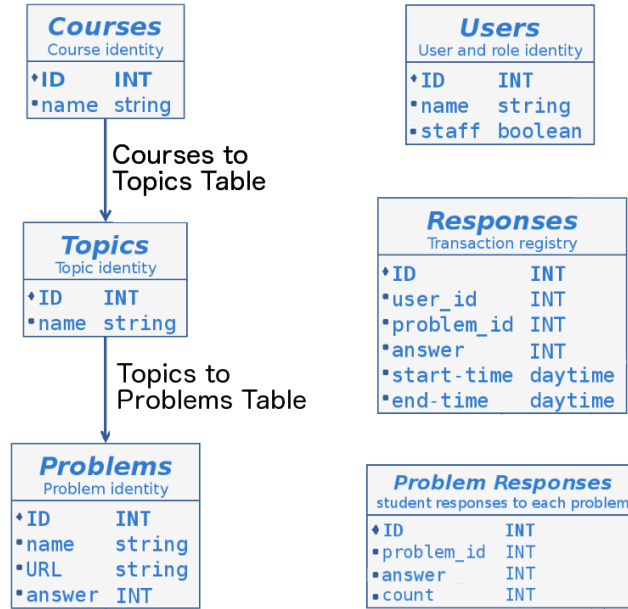 Courses
Course identity
ID INT
name string
Courses to
Topics Table
Topics
Topic identity
ID INT
name string
Topics to
Problems Table
Problems
Problem identity
ID INT
name string
URL string
answer INT
Users
User and role identity
ID INT
name string
staff boolean
Responses
Transaction registry
ID INT
user_id INT
problem_id INT
answer INT
start-time daytime
end-time daytime
Problem Responses
student responses to each problem
ID INT
problem_id INT
answer INT
count INT